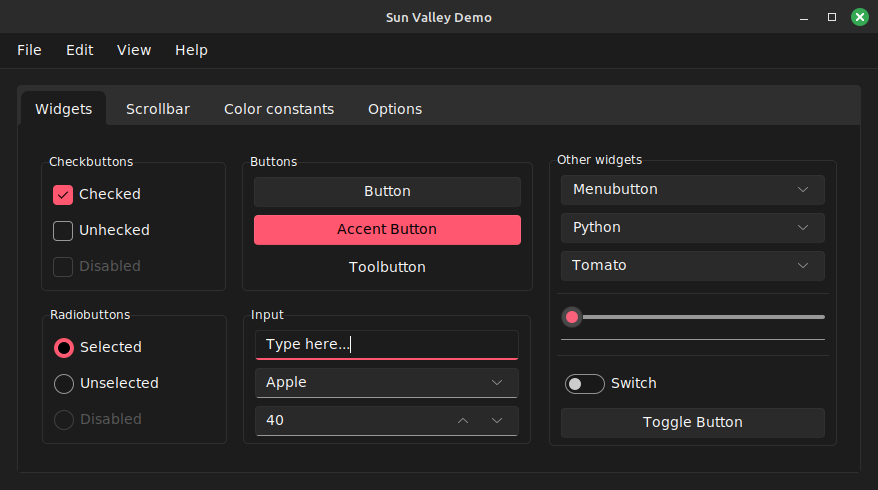 Sun Valley Demo
File Edit View Help
Widgets Scrollbar Color constants Options
Checkbuttons
Checked
Unhecked
Disabled
Buttons
Button
Accent Button
Toolbutton
Other widgets
Menubutton
Python
Tomato
Radiobuttons
Selected
Unselected
Disabled
Input
Type here...
Apple
40
Switch
Toggle Button